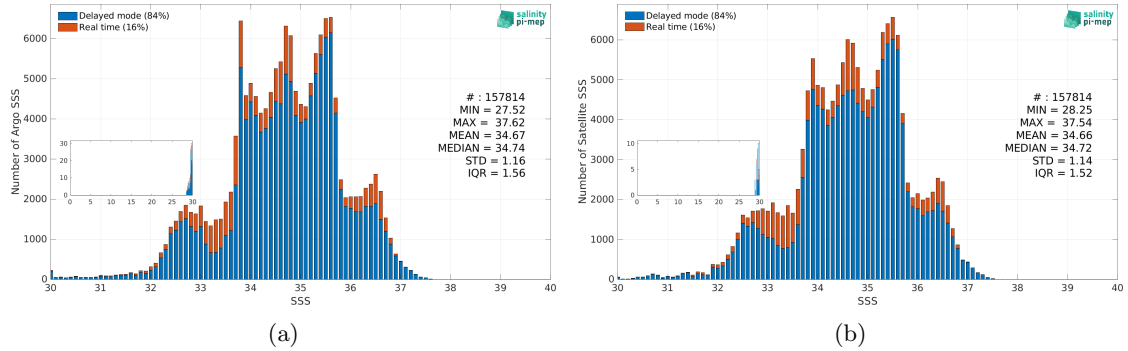 Delayed mode (84%)
Real time (16%)
salinity
pi-mep
Number of Argo SSS
6000
5000
4000
3000
2000
1000
0
# : 157814
MIN = 27.52
MAX = 37.62
MEAN = 34.67
MEDIAN = 34.74
STD = 1.16
IQR = 1.56
30
20
10
0
0 5 10 15 20 25 30
30 31 32 33 34 35 36 37 38 39 40
SSS
(a)
Delayed mode (84%)
Real time (16%)
salinity
pi-mep
Number of Satellite SSS
6000
5000
4000
3000
2000
1000
0
# : 157814
MIN = 28.25
MAX = 37.54
MEAN = 34.66
MEDIAN = 34.72
STD = 1.14
IQR = 1.52
10
5
0
0 5 10 15 20 25 30
30 31 32 33 34 35 36 37 38 39 40
SSS
(b)